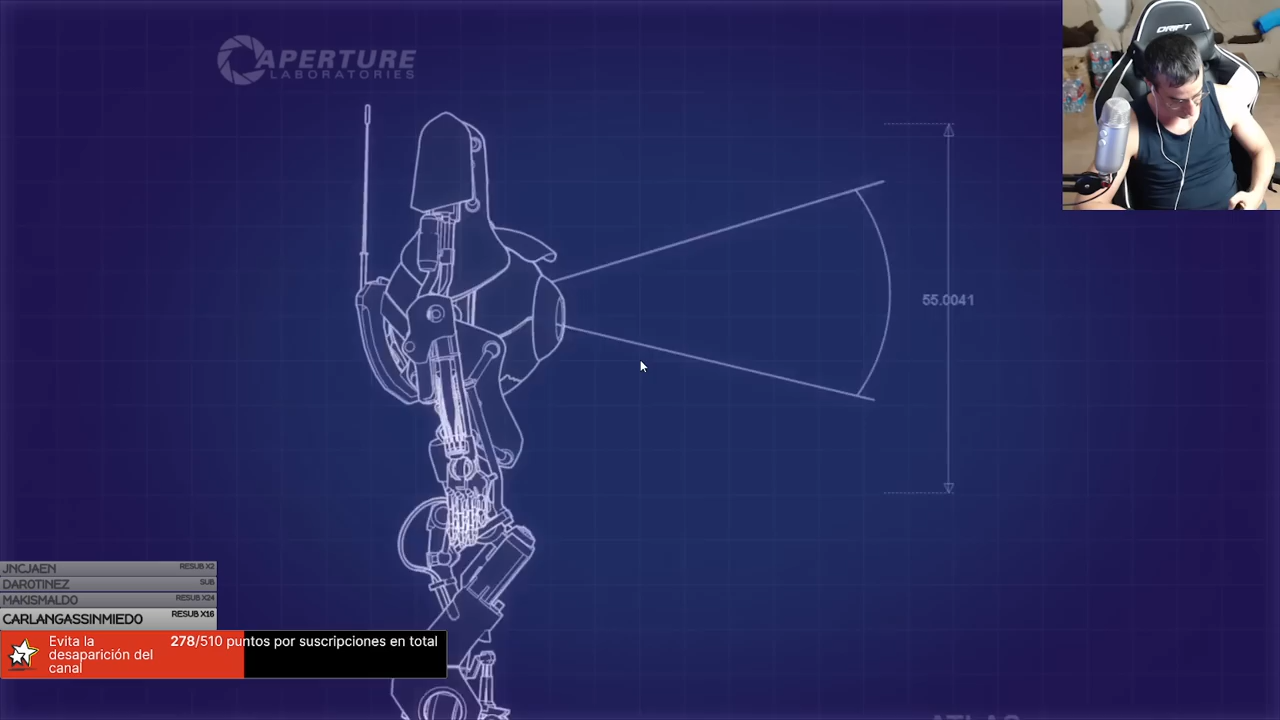 APERTURE
LABORATORIES
DRIFT
55.0041
JNCJAEN RESUB X2
DAROTINEZ SUB
MAKISMALDO RESUB X24
CARLANGASSINMIEDO RESUB X16
Evita la
desaparición del
canal
278/510 puntos por suscripciones en total
ATLAS